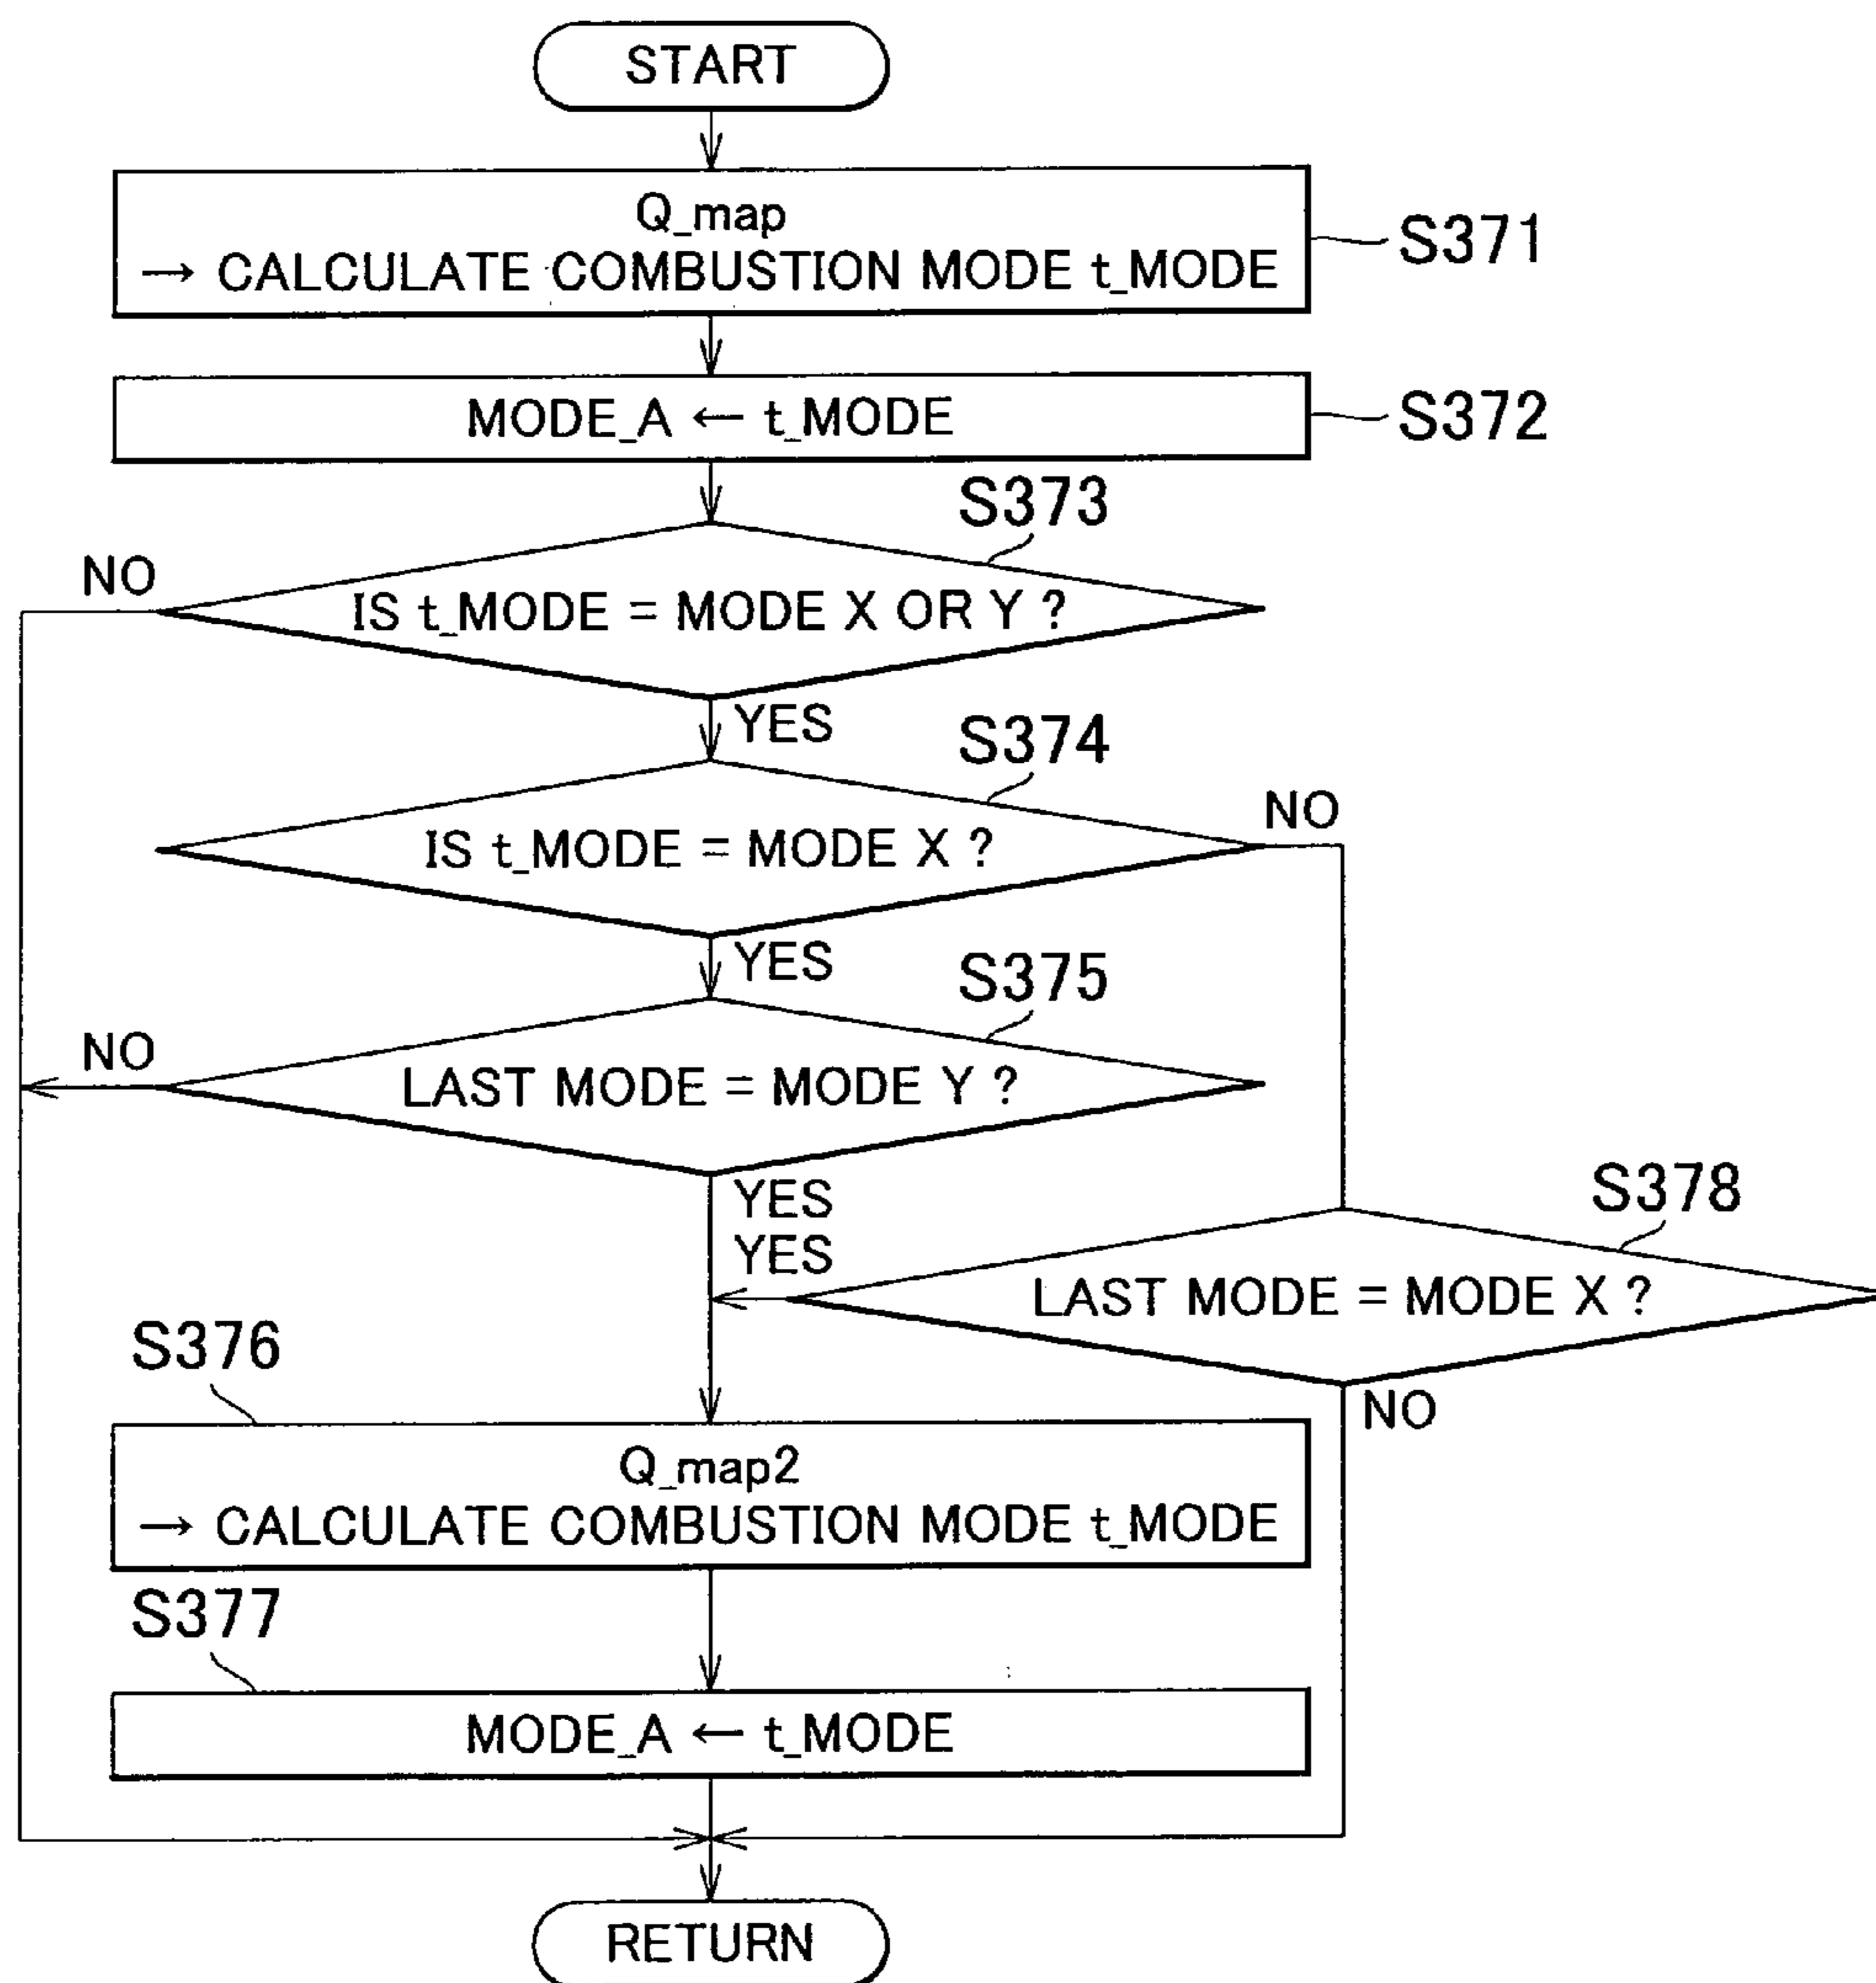 START
Q_map
→ CALCULATE COMBUSTION MODE t_MODE
S371
MODE_A ← t_MODE
S372
S373
NO
IS t_MODE = MODE X OR Y ?
YES
S374
NO
IS t_MODE = MODE X ?
YES
S375
NO
LAST MODE = MODE Y ?
YES
YES
S378
LAST MODE = MODE X ?
NO
S376
Q_map2
→ CALCULATE COMBUSTION MODE t_MODE
S377
MODE_A ← t_MODE
RETURN